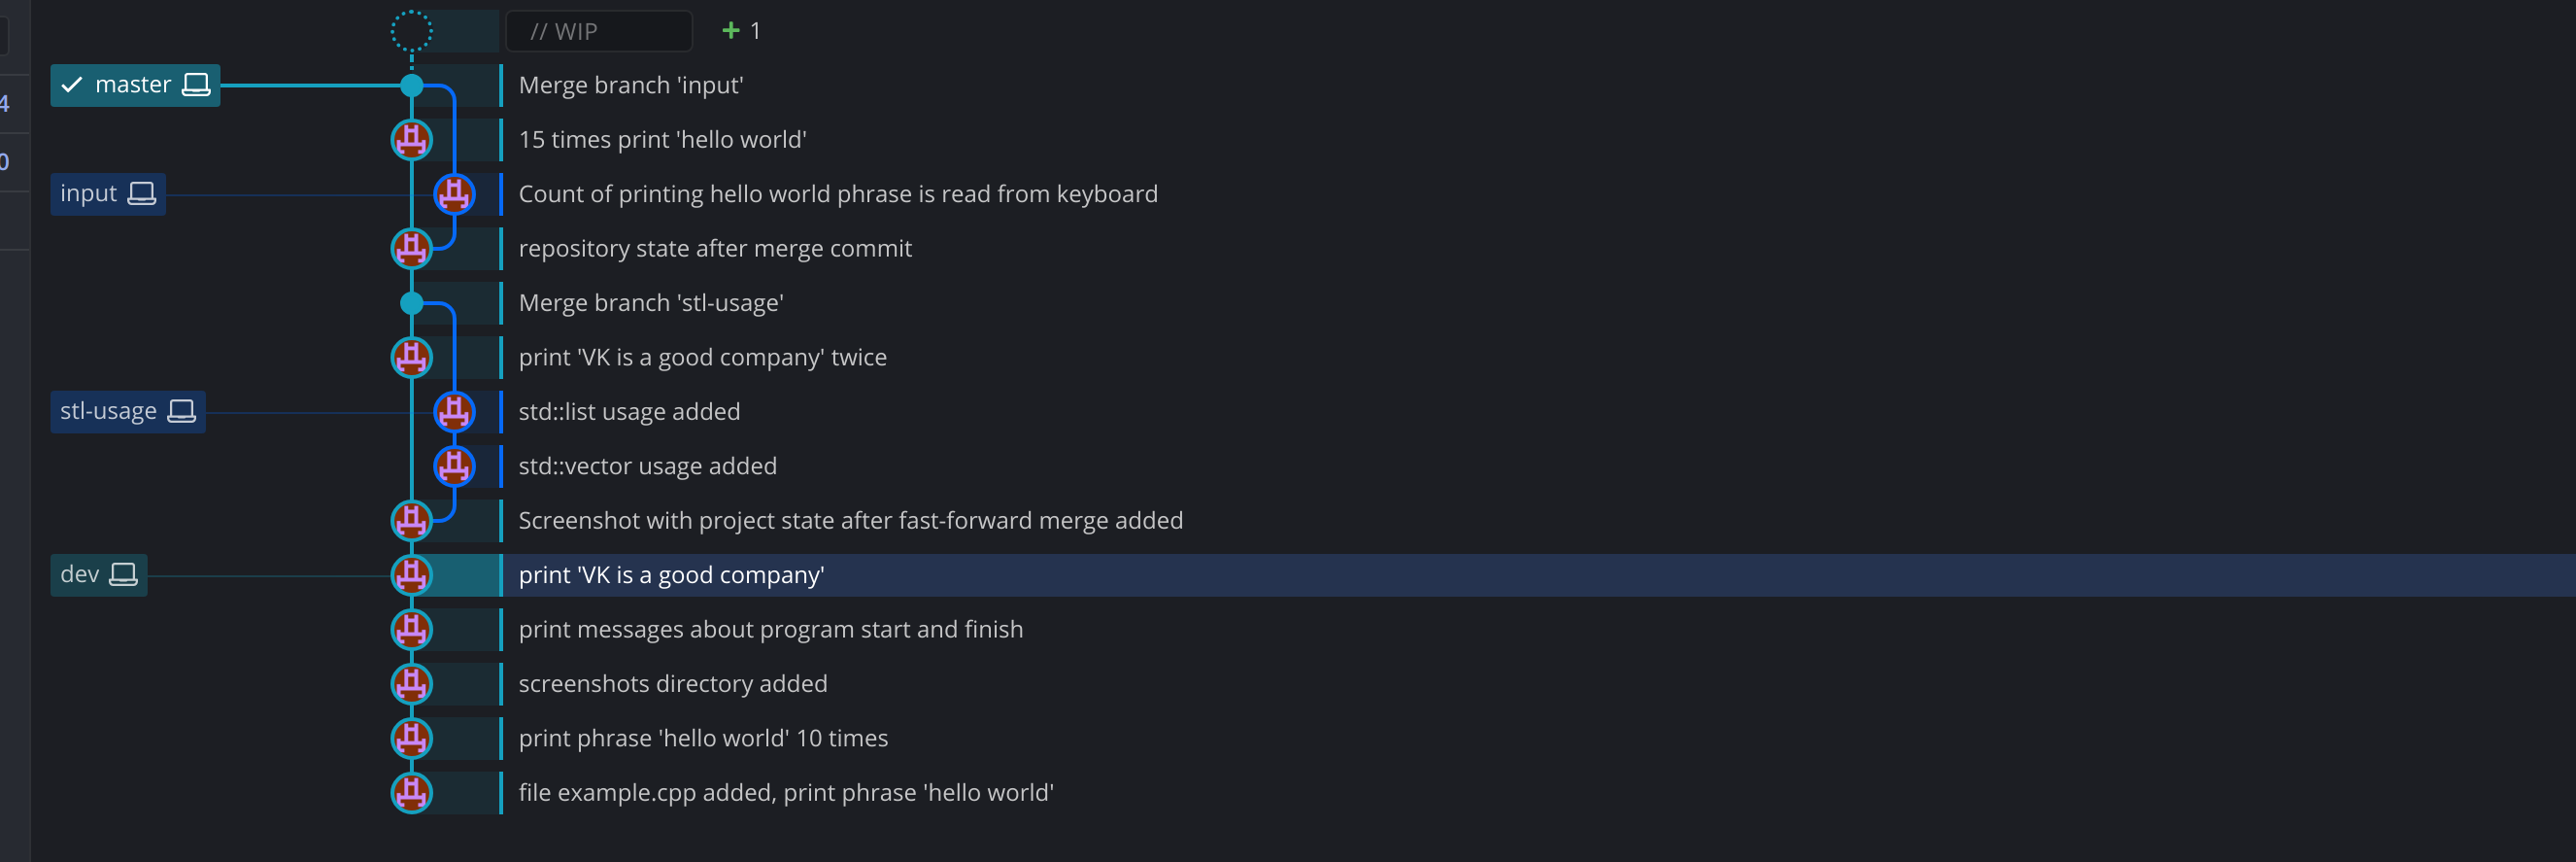 // WIP + 1
4
master Merge branch 'input'
15 times print 'hello world'
0
input Count of printing hello world phrase is read from keyboard
repository state after merge commit
Merge branch 'stl-usage'
print 'VK is a good company' twice
stl-usage std::list usage added
std::vector usage added
Screenshot with project state after fast-forward merge added
dev print 'VK is a good company'
print messages about program start and finish
screenshots directory added
print phrase 'hello world' 10 times
file example.cpp added, print phrase 'hello world'